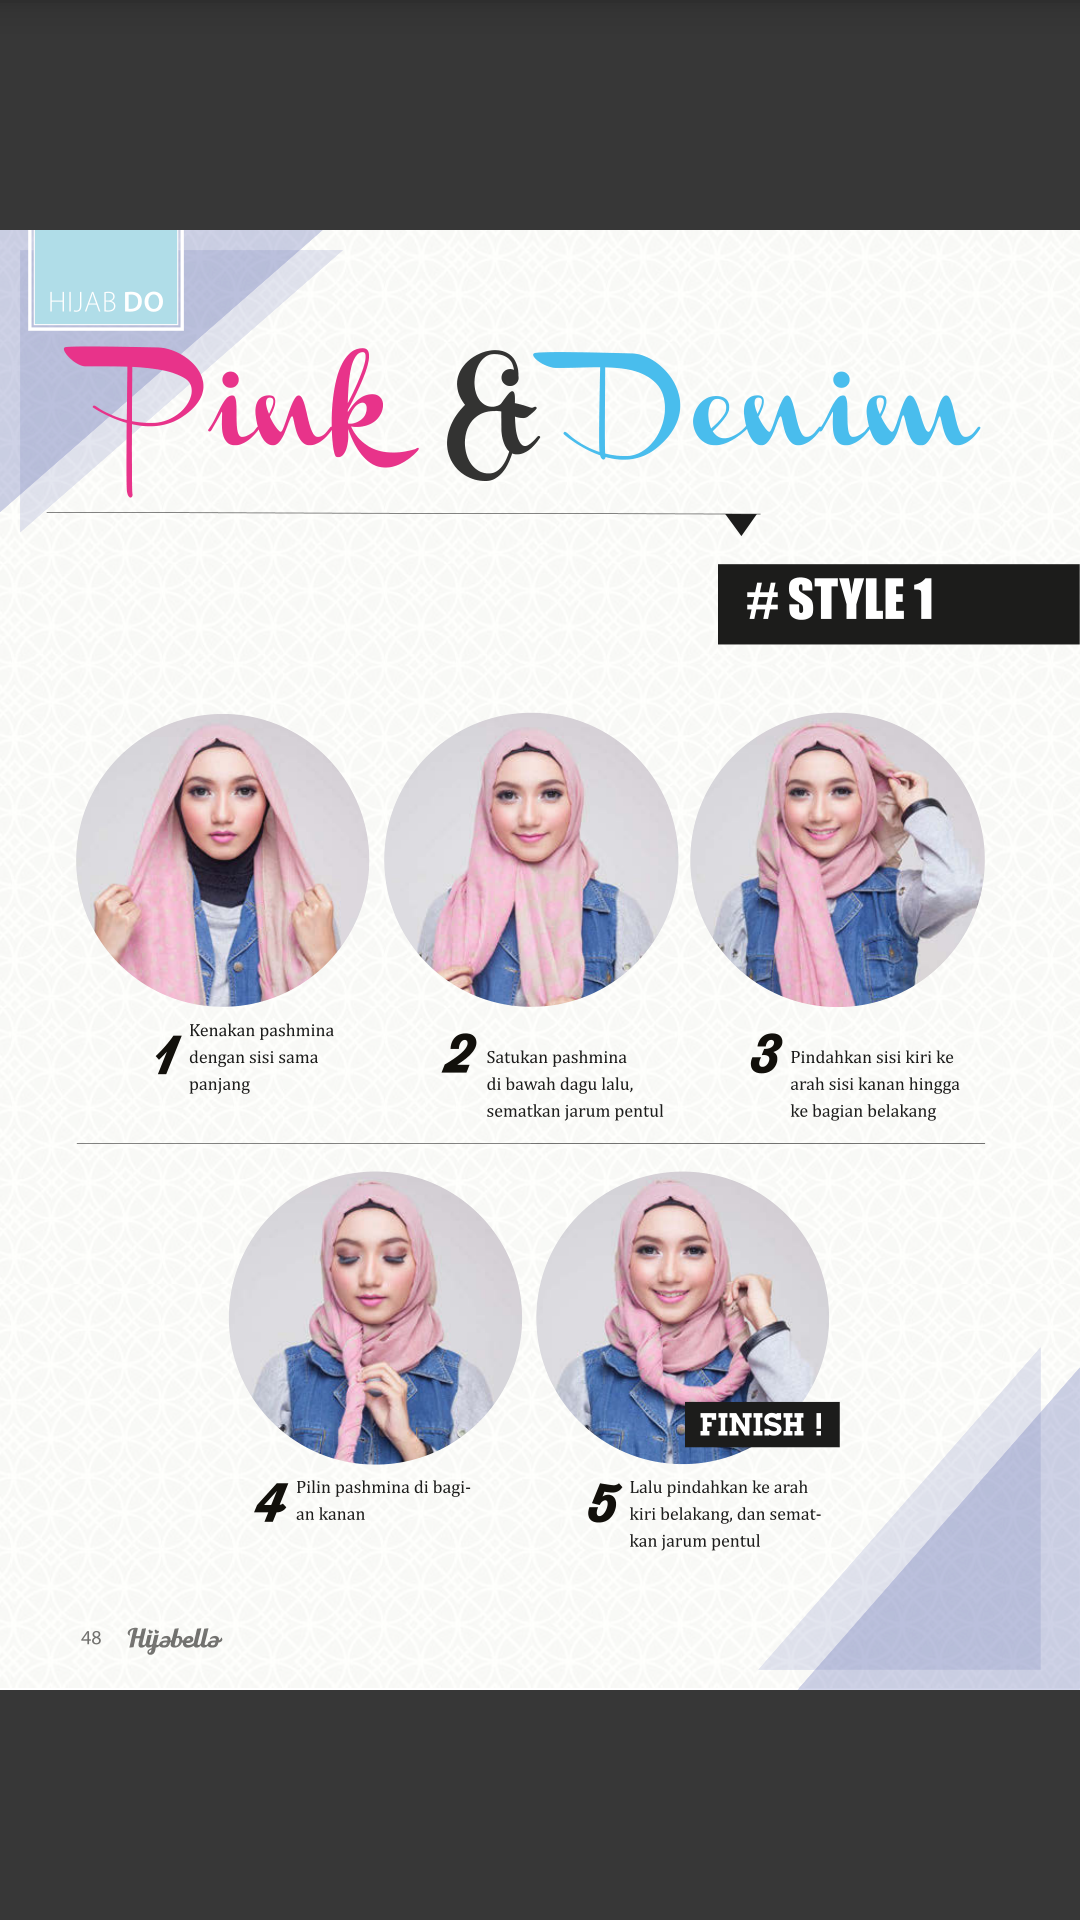 HIJAB DO
Pink & Denim
# STYLE 1
1
Kenakan pashmina
dengan sisi sama
panjang
2
Satukan pashmina
di bawah dagu lalu,
sematkan jarum pentul
3
Pindahkan sisi kiri ke
arah sisi kanan hingga
ke bagian belakang
4
Pilin pashmina di bagi-
an kanan
FINISH !
5
Lalu pindahkan ke arah
kiri belakang, dan semat-
kan jarum pentul
48 Hijabella